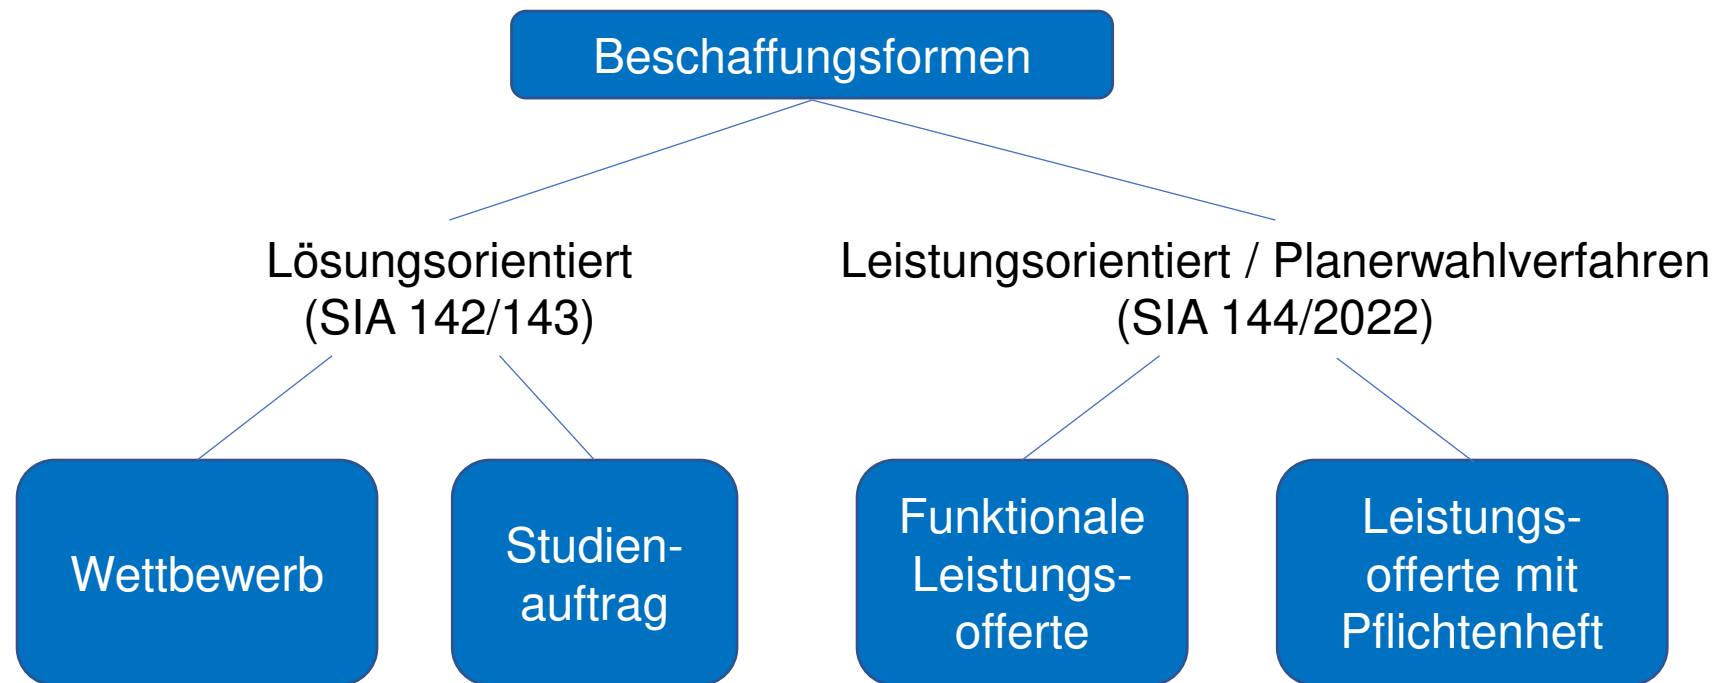 Beschaffungsformen
Lösungsorientiert
(SIA 142/143)
Leistungsorientiert / Planerwahlverfahren
(SIA 144/2022)
Wettbewerb
Studien-
auftrag
Funktionale
Leistungs-
offerte
Leistungs-
offerte mit
Pflichtenheft